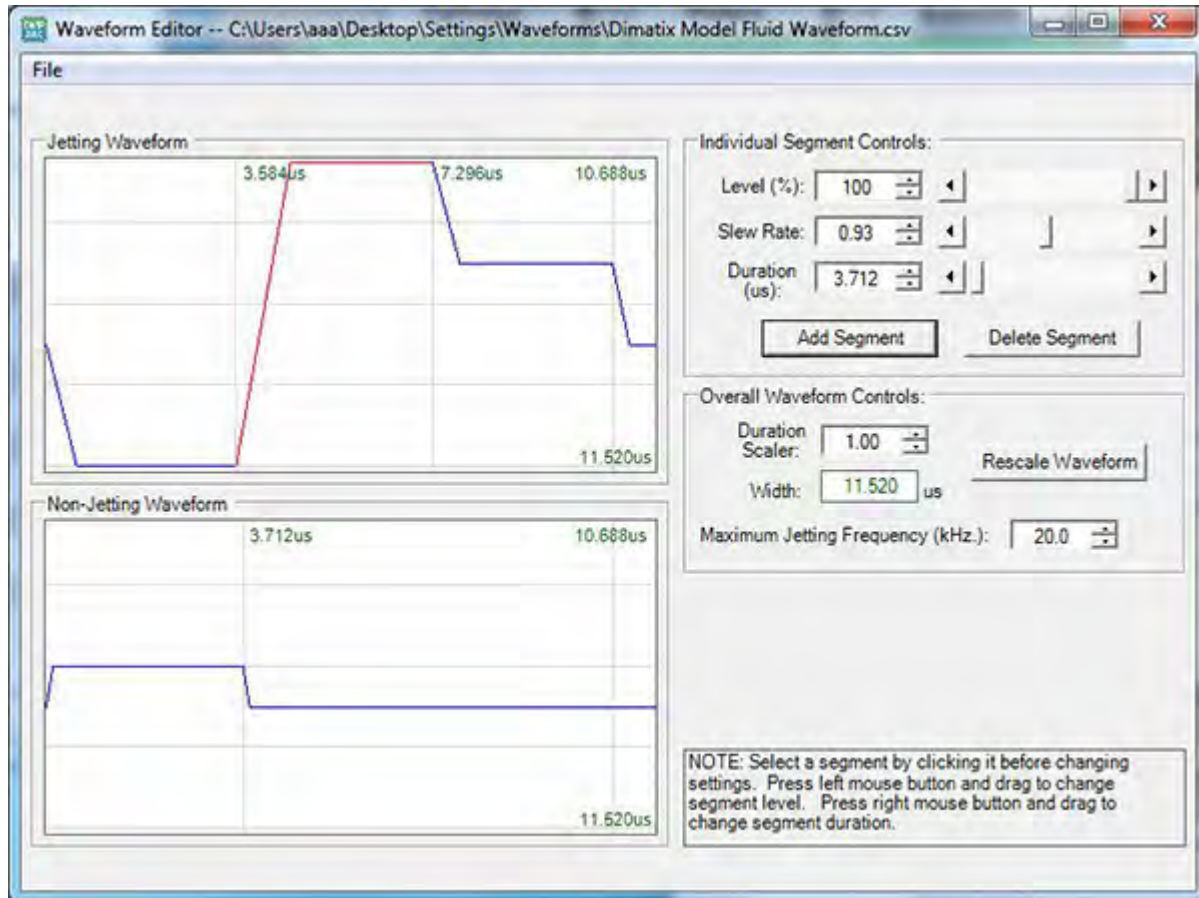 Waveform Editor -- C:\Users\aaa\Desktop\Settings\Waveforms\Dimatix Model Fluid Waveform.csv
File
Jetting Waveform
3.584us
7.296us
10.688us
11.520us
Non-Jetting Waveform
3.712us
10.688us
11.520us
Individual Segment Controls:
Level (%): 100
Slew Rate: 0.93
Duration
(us): 3.712
Add Segment
Delete Segment
Overall Waveform Controls:
Duration
Scaler: 1.00
Rescale Waveform
Width: 11.520 us
Maximum Jetting Frequency (kHz.): 20.0
NOTE: Select a segment by clicking it before changing
settings. Press left mouse button and drag to change
segment level. Press right mouse button and drag to
change segment duration.